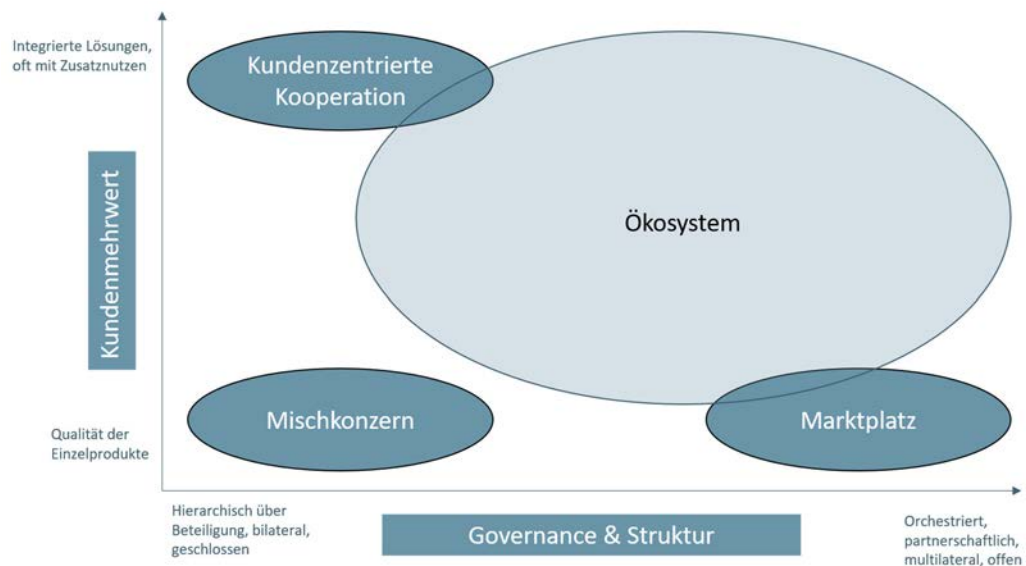 Integrierte Lösungen,
oft mit Zusatznutzen
Kundenzentrierte
Kooperation
Ökosystem
Kundenmehrwert
Mischkonzern
Marktplatz
Qualität der
Einzelprodukte
Hierarchisch über
Beteiligung, bilateral,
geschlossen
Governance & Struktur
Orchestriert,
partnerschaftlich,
multilateral, offen